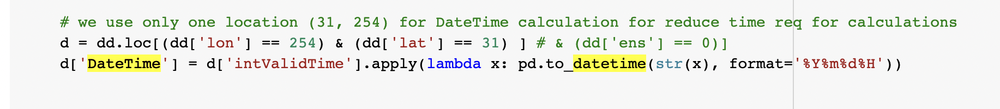 # we use only one location (31, 254) for DateTime calculation for reduce time req for calculations
d = dd.loc[(dd['lon'] == 254) & (dd['lat'] == 31) ] # & (dd['ens'] == 0)]
d['DateTime'] = d['intValidTime'].apply(lambda x: pd.to_datetime(str(x), format='%Y%m%d%H'))